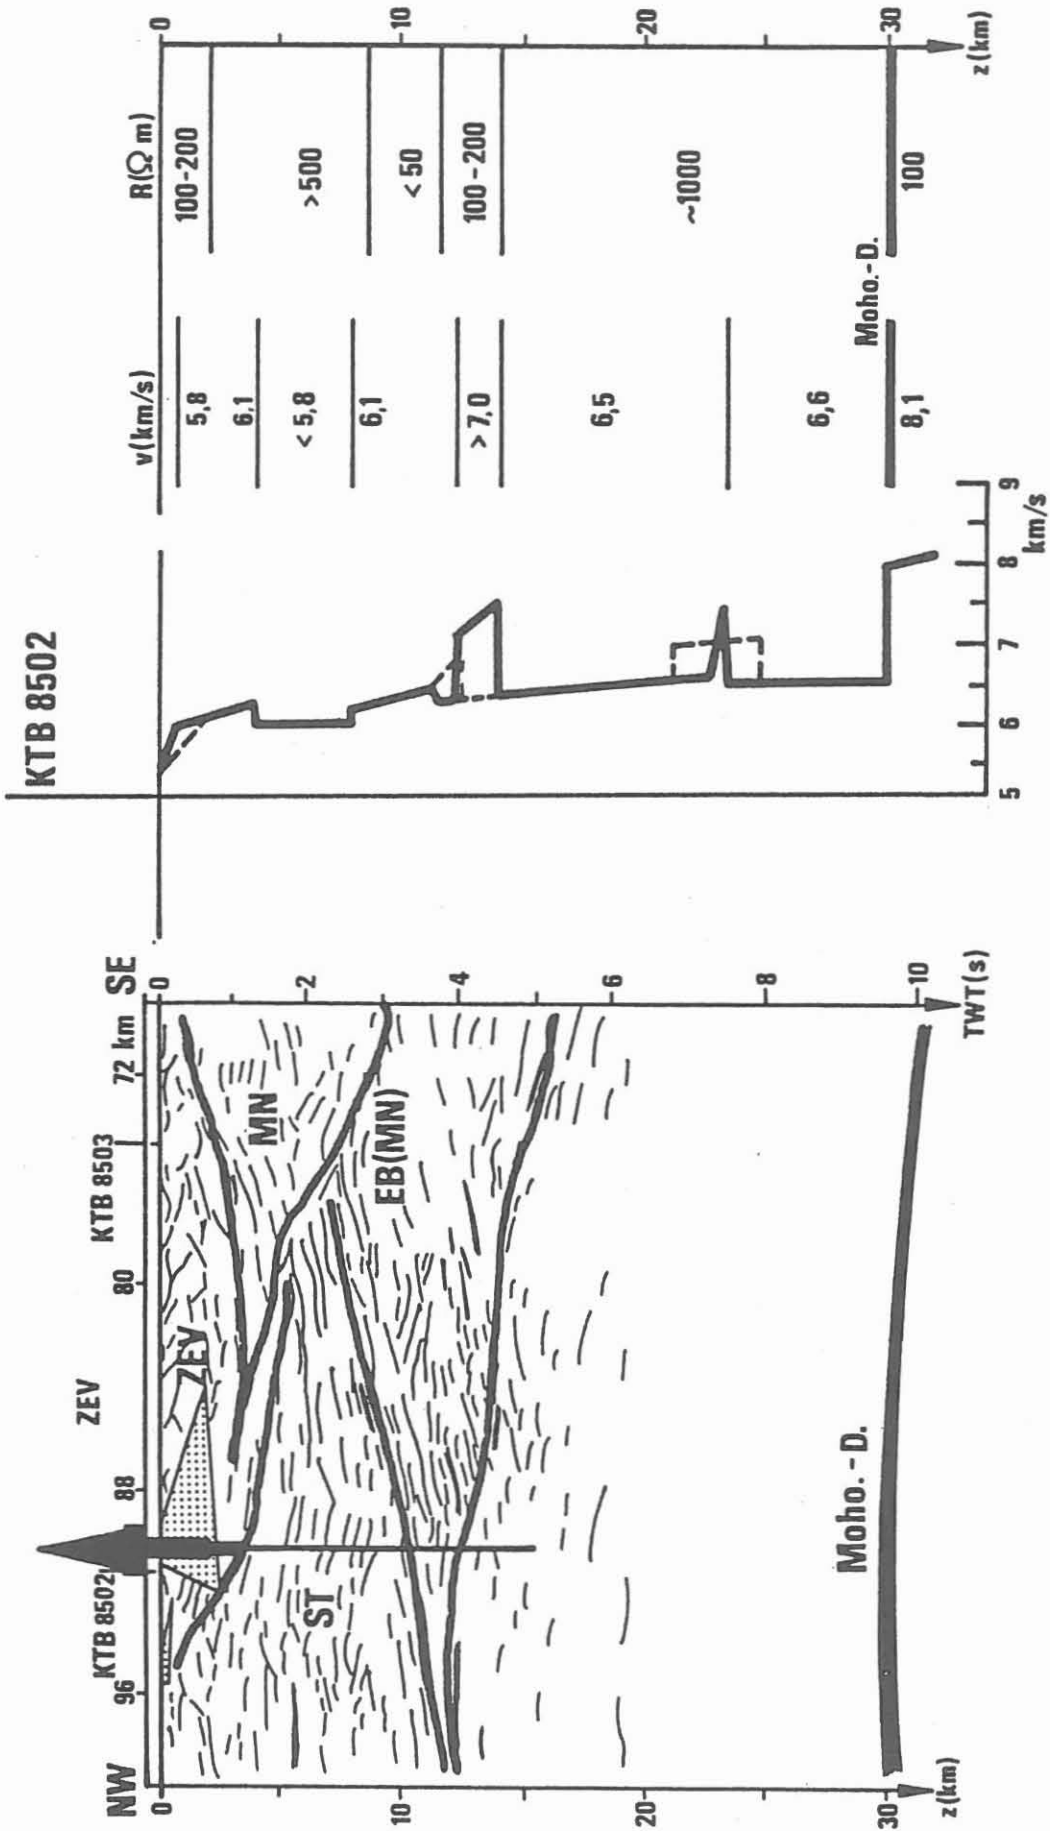 KTB 8502
NW
96
KTB 8502
88
ZEV
80
KTB 8503
72 km
SE
0
10
20
30
z(km)
ZEV
MN
ST
EB(MN)
Moho.-D.
0
2
4
6
8
10
TWT(s)
5
6
7
8
9
km/s
v(km/s)
5,8
6,1
<5,8
6,1
>7,0
6,5
6,6
Moho.-D.
8,1
R(Ω m)
100-200
>500
<50
100-200
~1000
100
0
10
20
30
z(km)